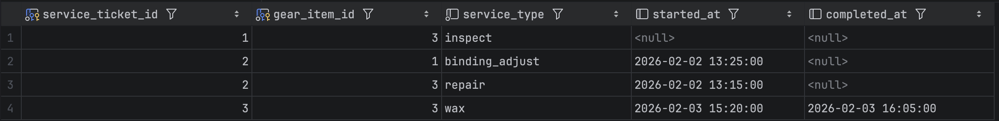 service_ticket_id gear_item_id service_type started_at completed_at
1 1 3 inspect <null> <null>
2 2 1 binding_adjust 2026-02-02 13:25:00 <null>
3 2 3 repair 2026-02-02 13:15:00 <null>
4 3 3 wax 2026-02-03 15:20:00 2026-02-03 16:05:00